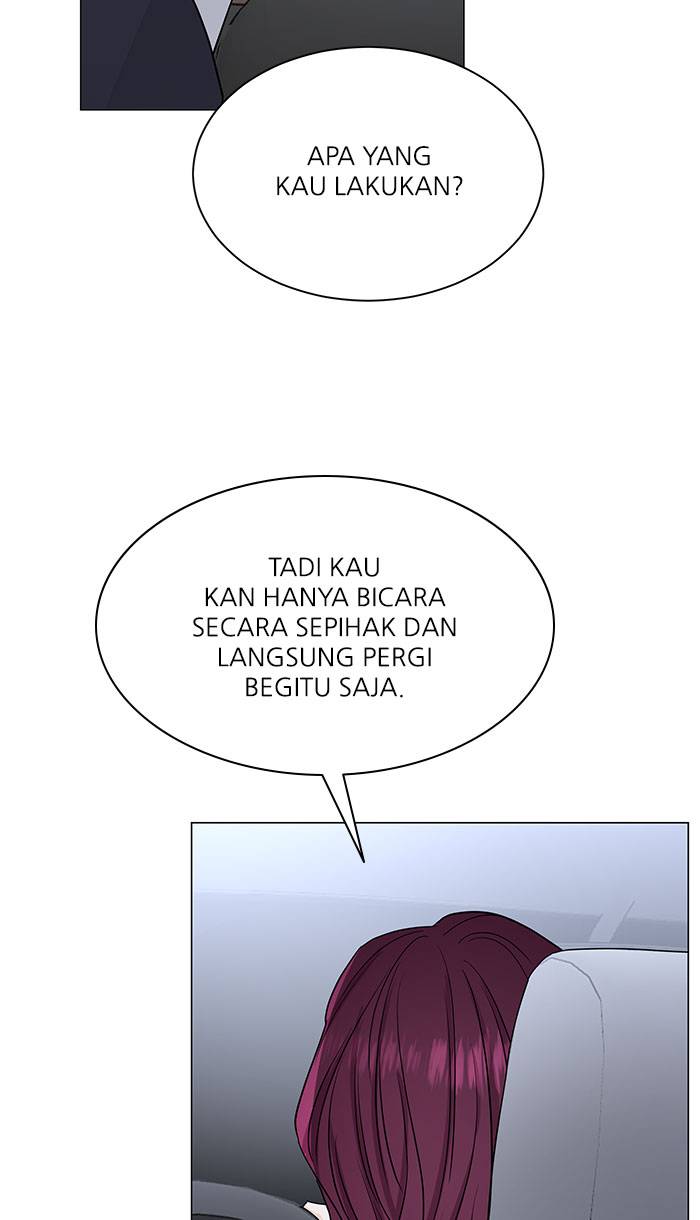 APA YANG
KAU LAKUKAN?
TADI KAU
KAN HANYA BICARA
SECARA SEPIHAK DAN
LANGSUNG PERGI
BEGITU SAJA.